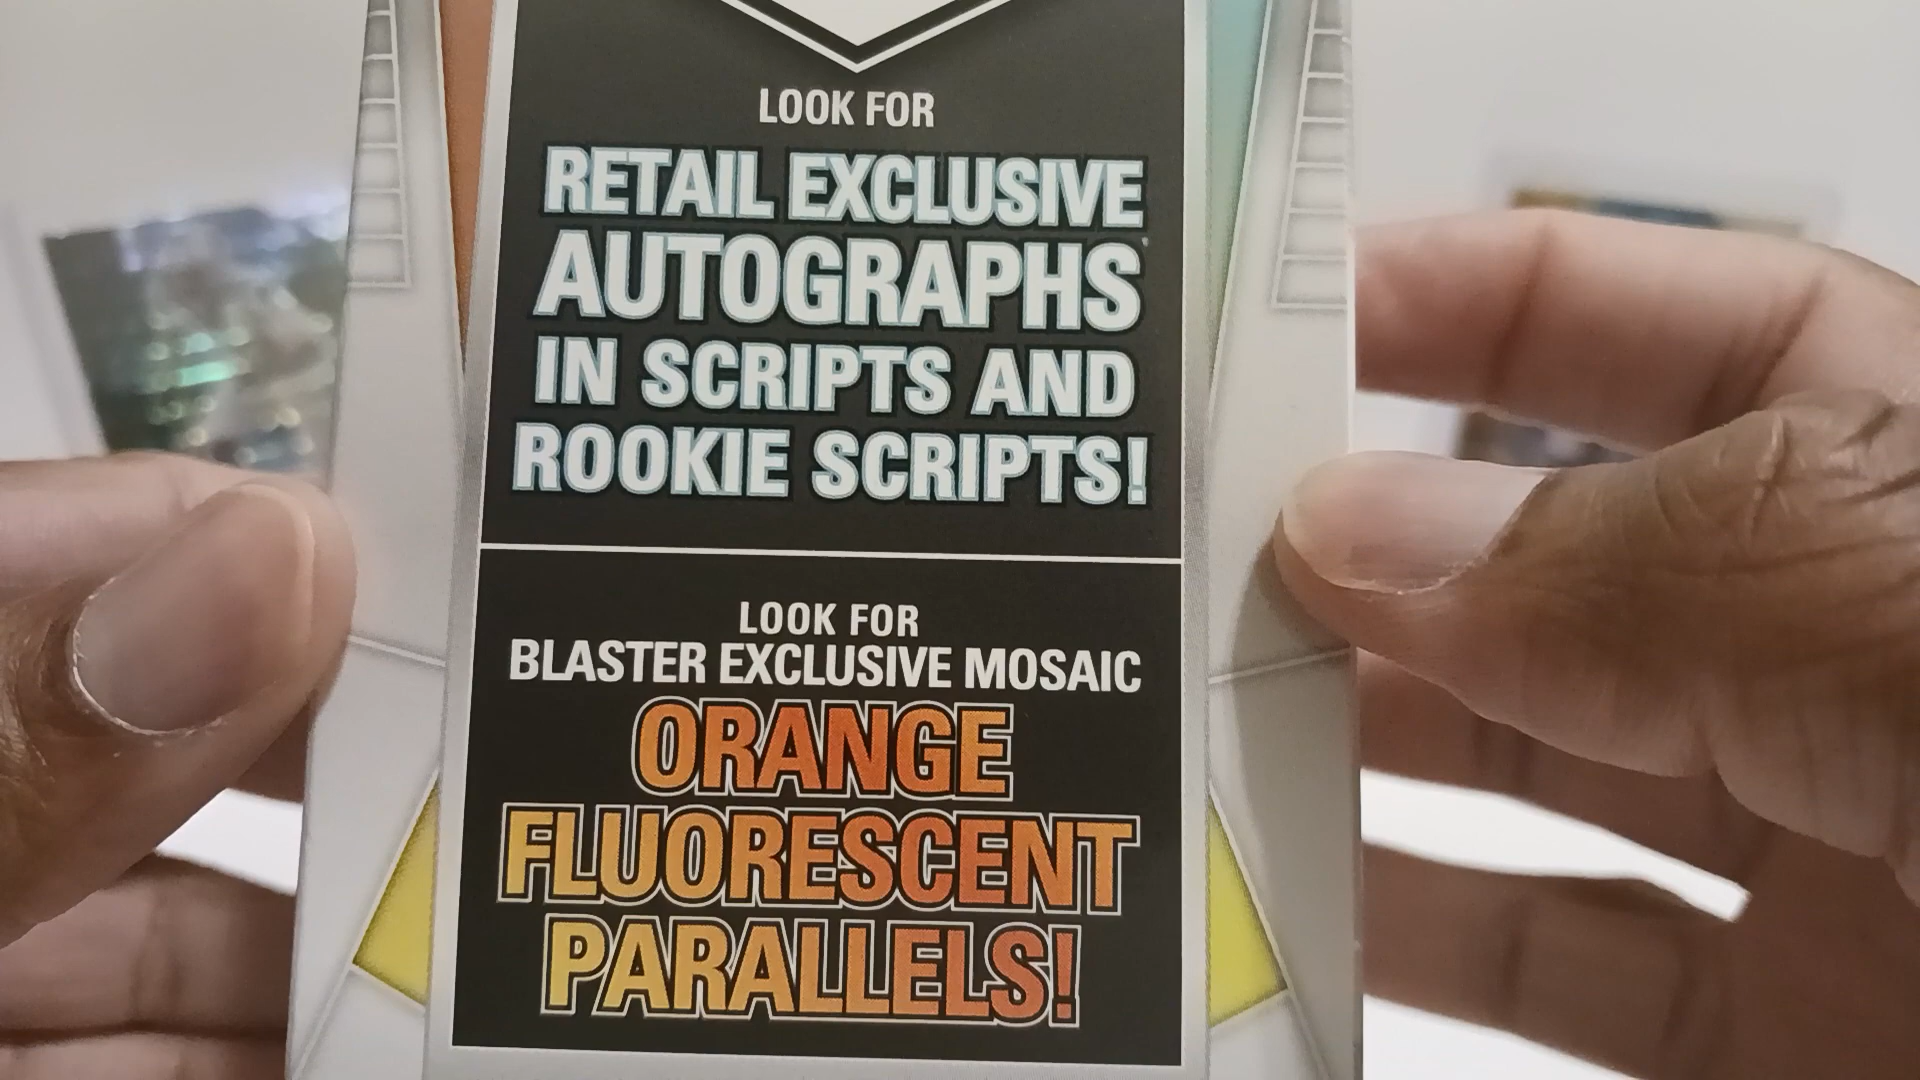 LOOK FOR
RETAIL EXCLUSIVE
AUTOGRAPHS
IN SCRIPTS AND
ROOKIE SCRIPTS!
LOOK FOR
BLASTER EXCLUSIVE MOSAIC
ORANGE
FLUORESCENT
PARALLELS!